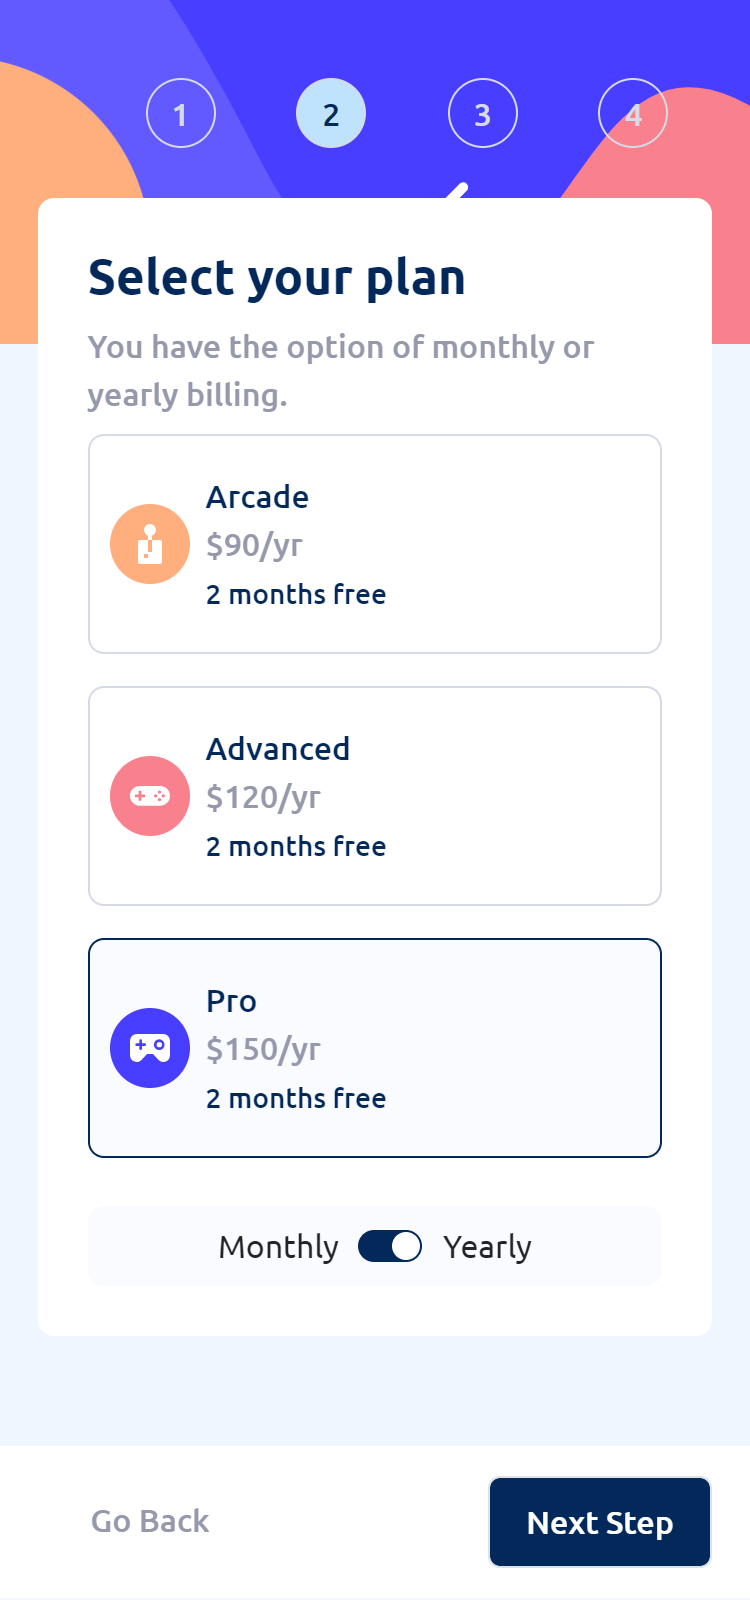 1 2 3 4
Select your plan
You have the option of monthly or
yearly billing.
Arcade
$90/yr
2 months free
Advanced
$120/yr
2 months free
Pro
$150/yr
2 months free
Monthly Yearly
Go Back Next Step